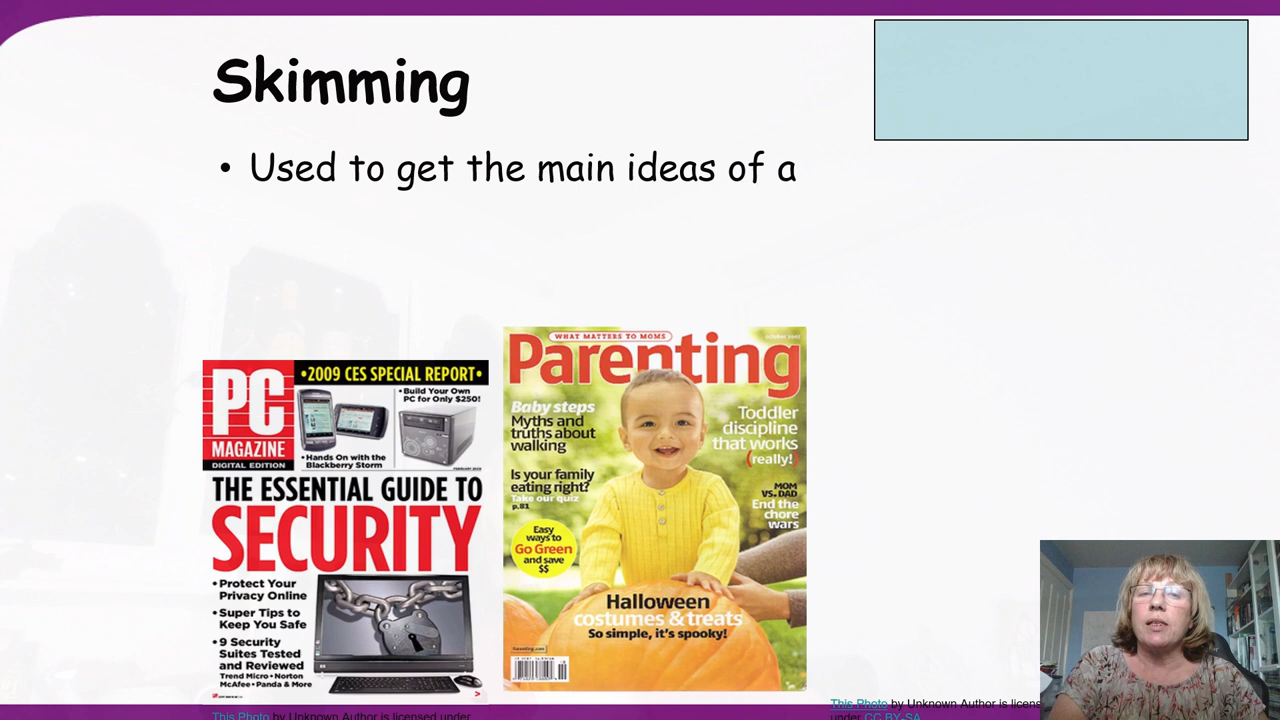 Skimming
• Used to get the main ideas of a
PC
MAGAZINE
DIGITAL EDITION
•2009 CES SPECIAL REPORT•
•Build Your Own
PC for Only $250!
•Hands On with the
Blackberry Storm
THE ESSENTIAL GUIDE TO
SECURITY
•Protect Your
Privacy Online
•Super Tips to
Keep You Safe
•9 Security
Suites Tested
and Reviewed
Trend Micro • Norton
McAfee • Panda & More
WHAT MATTERS TO MOMS
Parenting
Baby steps
Myths and
truths about
walking
Is your family
eating right?
Take our quiz
p.81
Easy
ways to
Go Green
and save
$$
Toddler
discipline
that works
(really!)
MOM
VS. DAD
End the
chore
wars
Halloween
costumes & treats
So simple, it's spooky!
This Photo by Unknown Author is licensed under
This Photo by Unknown Author is licens
under CC BY-SA